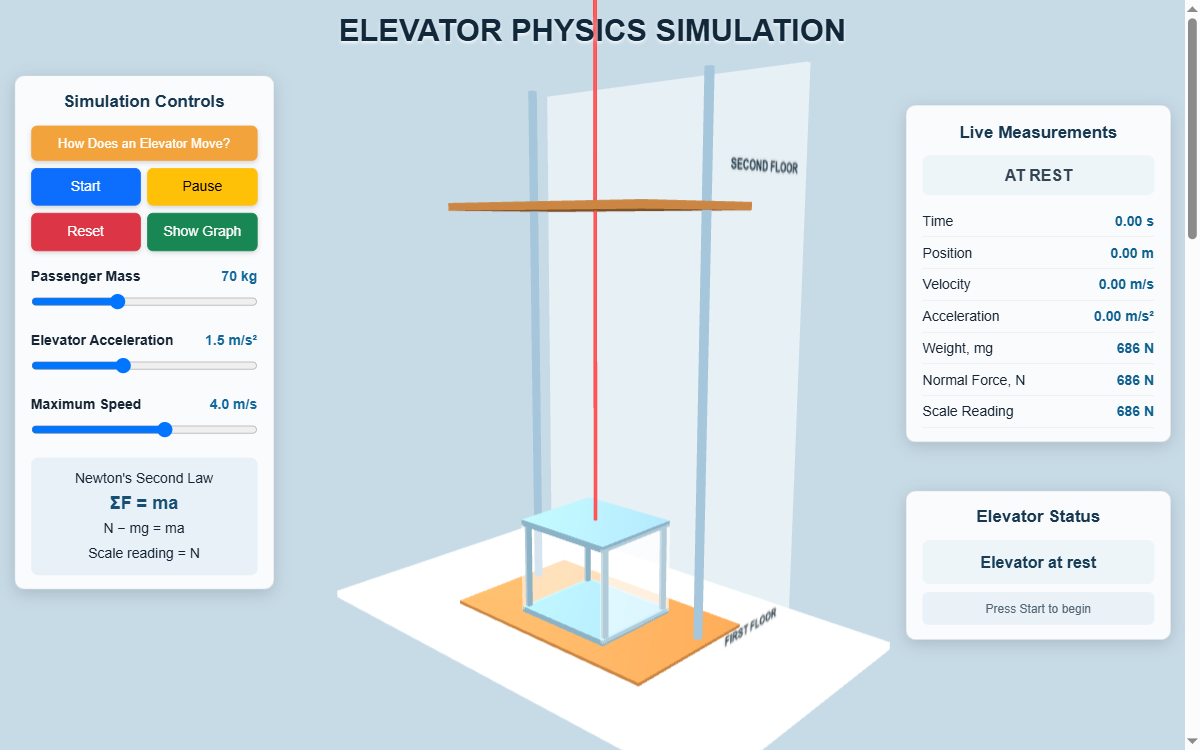 ELEVATOR PHYSICS SIMULATION
Simulation Controls
How Does an Elevator Move?
Start
Pause
Reset
Show Graph
Passenger Mass 70 kg
Elevator Acceleration 1.5 m/s²
Maximum Speed 4.0 m/s
Newton's Second Law
ΣF = ma
N − mg = ma
Scale reading = N
SECOND FLOOR
FIRST FLOOR
Live Measurements
AT REST
Time 0.00 s
Position 0.00 m
Velocity 0.00 m/s
Acceleration 0.00 m/s²
Weight, mg 686 N
Normal Force, N 686 N
Scale Reading 686 N
Elevator Status
Elevator at rest
Press Start to begin